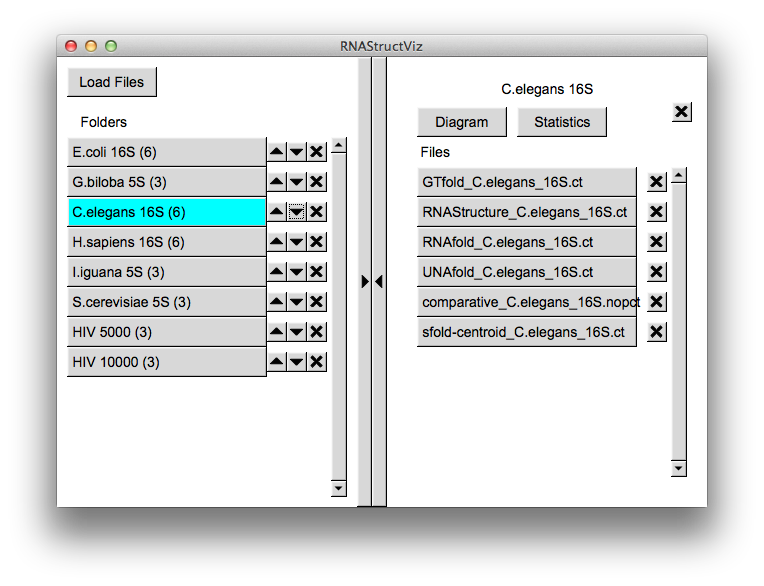 RNAStructViz
Load Files
Folders
E.coli 16S (6)
G.biloba 5S (3)
C.elegans 16S (6)
H.sapiens 16S (6)
I.iguana 5S (3)
S.cerevisiae 5S (3)
HIV 5000 (3)
HIV 10000 (3)
C.elegans 16S
Diagram
Statistics
Files
GTfold_C.elegans_16S.ct
RNAStructure_C.elegans_16S.ct
RNAfold_C.elegans_16S.ct
UNAfold_C.elegans_16S.ct
comparative_C.elegans_16S.nopct
sfold-centroid_C.elegans_16S.ct